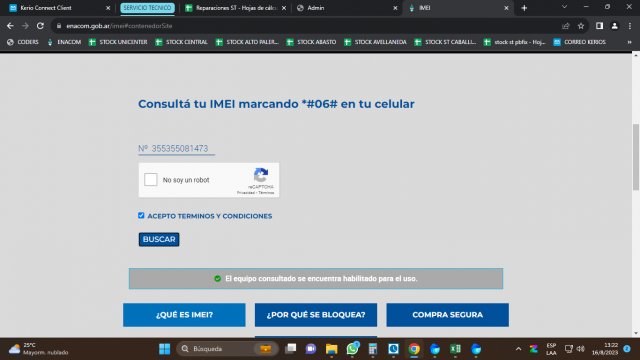 Kerio Connect Client
SERVICIO TECNICO
Reparaciones ST - Hojas de cálcu
Admin
IMEI
enacom.gob.ar/imei#contenedorSite
CODERS
ENACOM
STOCK UNICENTER
STOCK CENTRAL
STOCK ALTO PALER...
STOCK ABASTO
STOCK AVELLANEDA
STOCK ST CABALLI...
stock st pbfix - Hoj...
CORREO KERIOS
Consultá tu IMEI marcando *#06# en tu celular
Nº 355355081473
No soy un robot
reCAPTCHA
Privacidad - Términos
ACEPTO TERMINOS Y CONDICIONES
BUSCAR
El equipo consultado se encuentra habilitado para el uso.
¿QUÉ ES IMEI?
¿POR QUÉ SE BLOQUEA?
COMPRA SEGURA
25°C
Mayorm. nublado
Búsqueda
ESP
LAA
13:22
16/8/2023